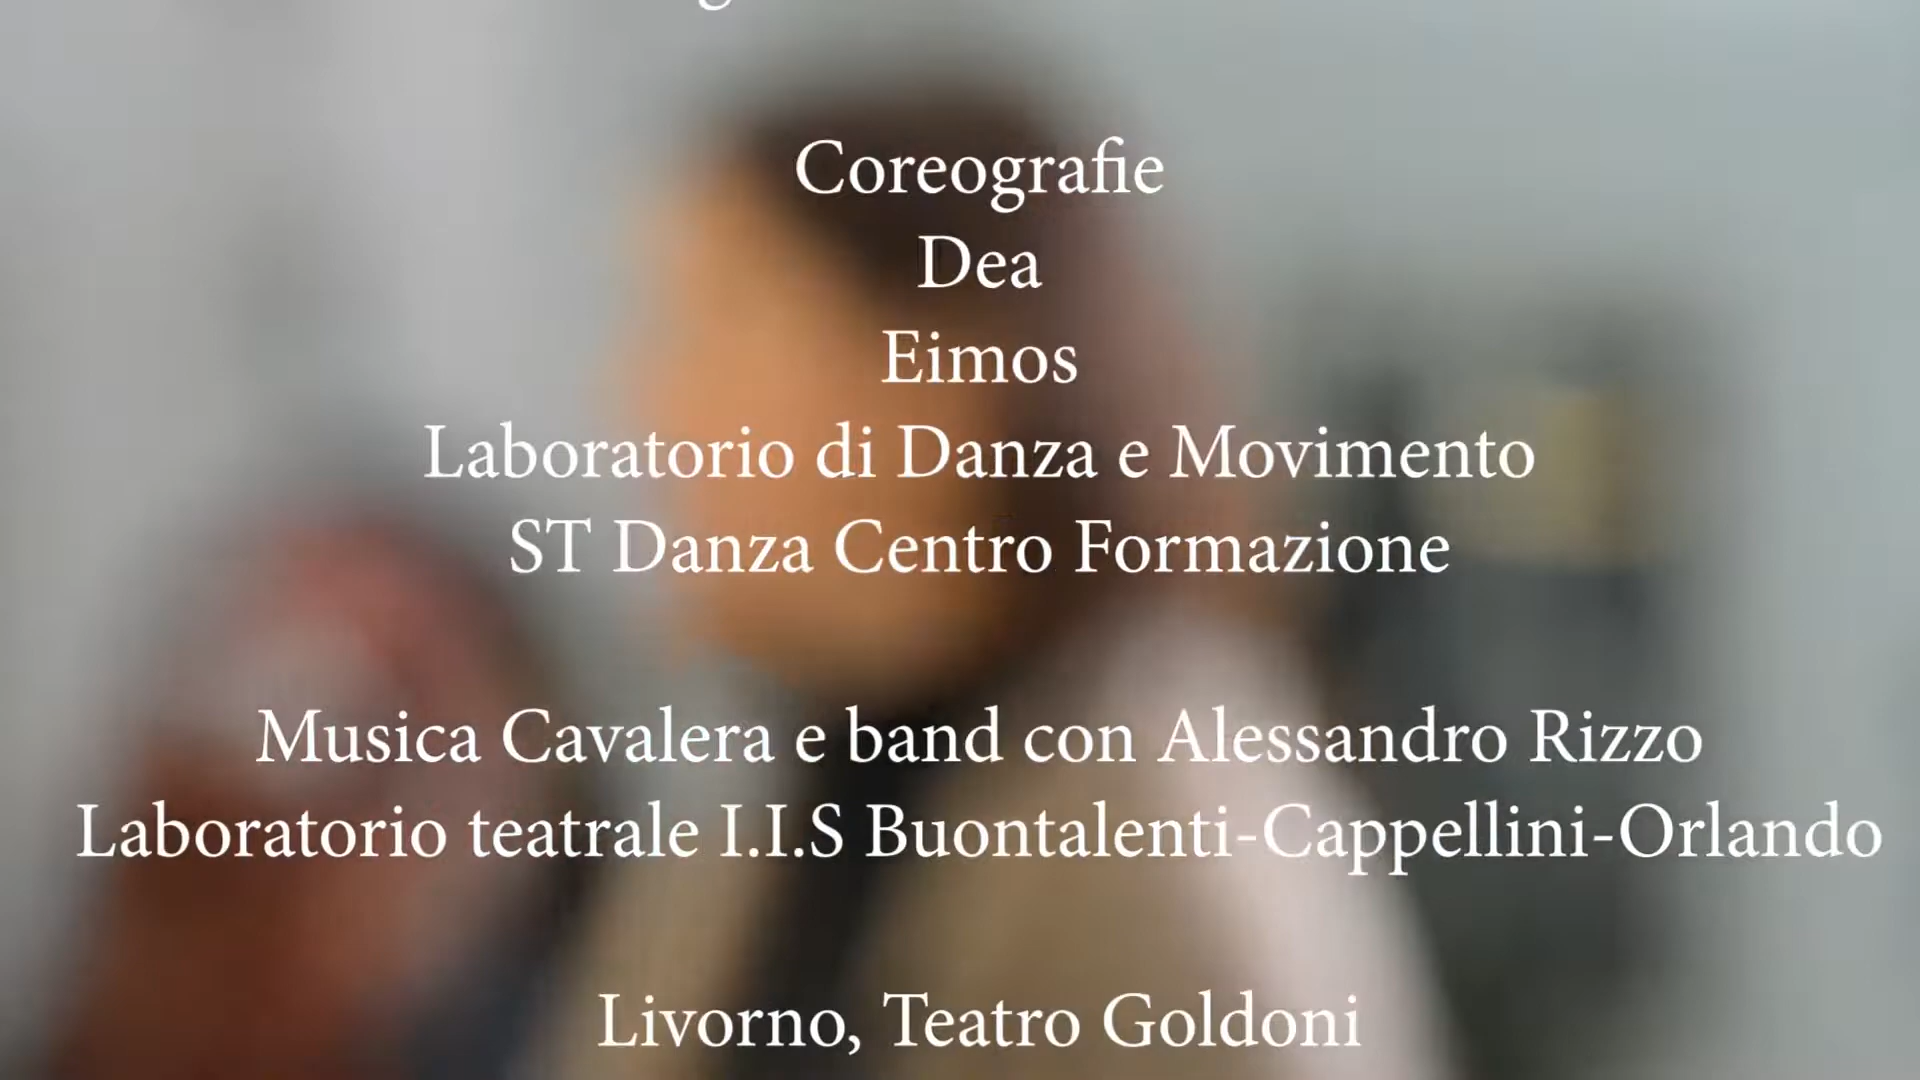 Coreografie
Dea
Eimos
Laboratorio di Danza e Movimento
ST Danza Centro Formazione
Musica Cavalera e band con Alessandro Rizzo
Laboratorio teatrale I.I.S Buontalenti-Cappellini-Orlando
Livorno, Teatro Goldoni